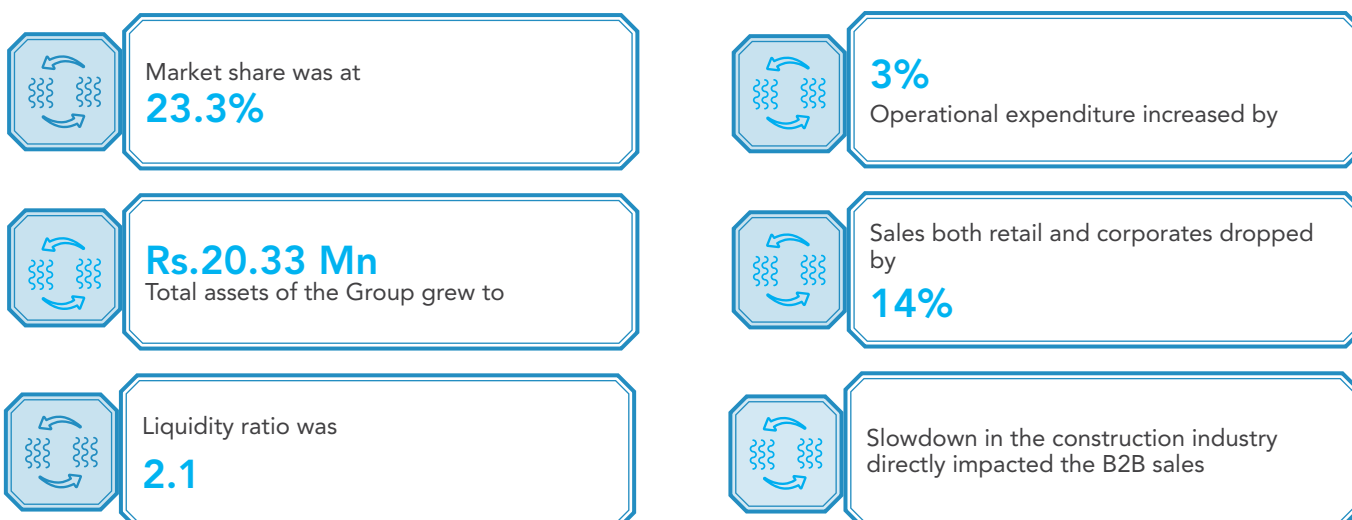 Market share was at
23.3%
Rs.20.33 Mn
Total assets of the Group grew to
Liquidity ratio was
2.1
3%
Operational expenditure increased by
Sales both retail and corporates dropped
by
14%
Slowdown in the construction industry
directly impacted the B2B sales